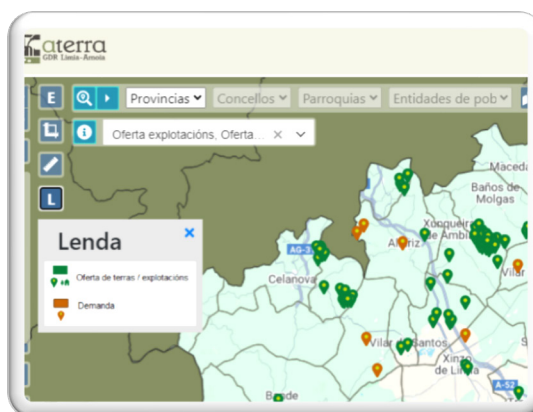 aterra
GDR Limia-Arnoia
E
Provincias
Concellos
Parroquias
Entidades de pob
Oferta explotacións, Oferta...
L
Maceda
Baños de
Molgas
Xunqueira
de Ambía
Allariz
AG-31
Celanova
Vilar
Vilar de Santos
Xinzo
de Limia
Bande
A-52
Lenda
Oferta de terras / explotacións
Demanda